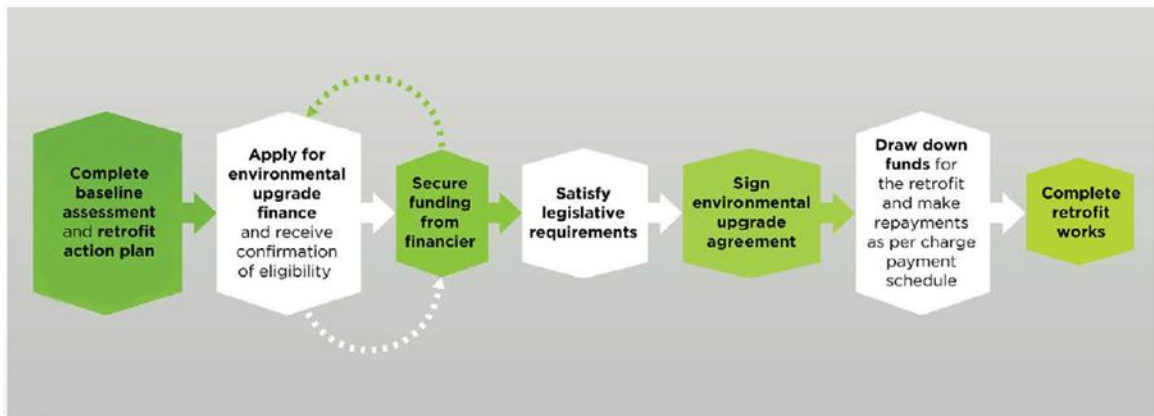 Complete
baseline
assessment
and retrofit
action plan
Apply for
environmental
upgrade
finance
and receive
confirmation
of eligibility
Secure
funding
from
financier
Satisfy
legislative
requirements
Sign
environmental
upgrade
agreement
Draw down
funds for
the retrofit
and make
repayments
as per charge
payment
schedule
Complete
retrofit
works